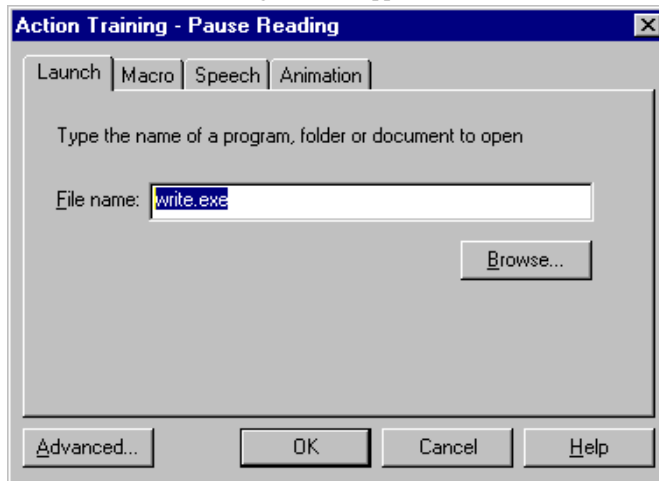 Action Training - Pause Reading
Launch Macro Speech Animation
Type the name of a program, folder or document to open
File name: write.exe
Browse...
Advanced... OK Cancel Help